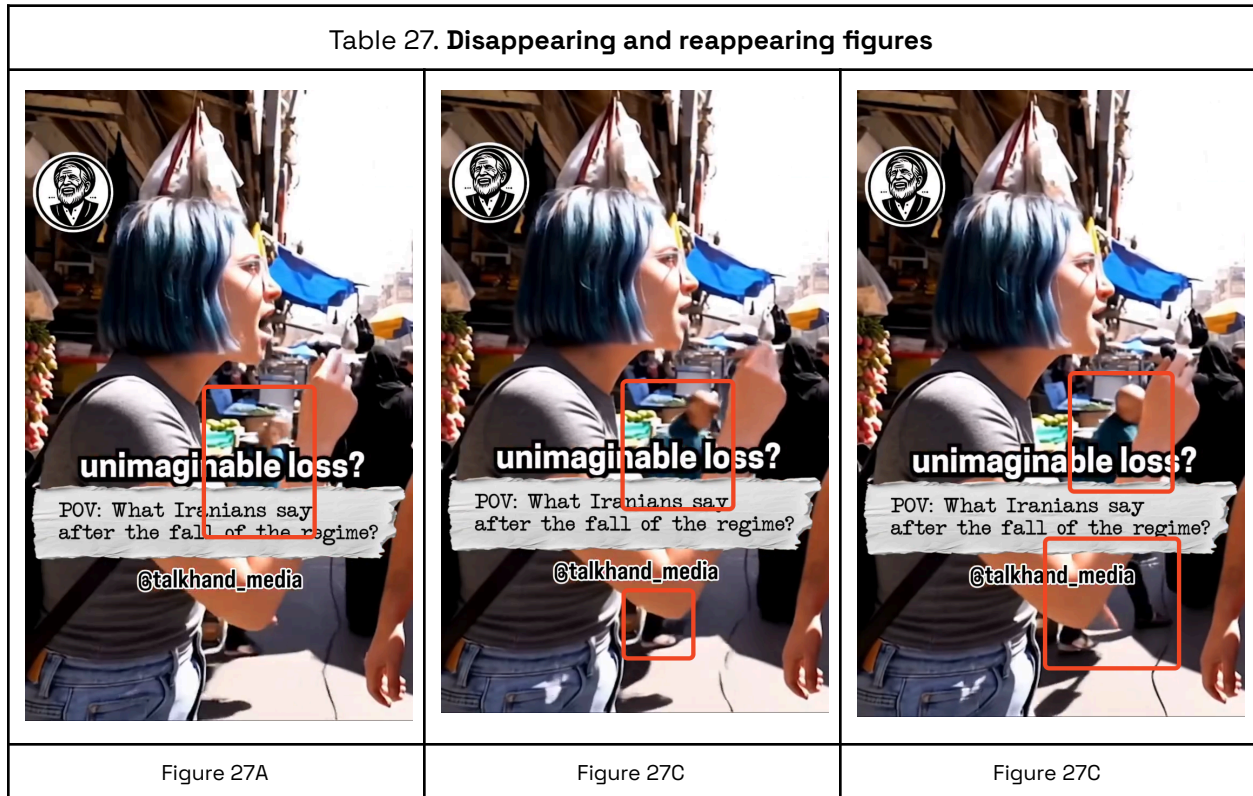 Table 27. Disappearing and reappearing figures
unimaginable loss?
POV: What Iranians say
after the fall of the regime?
@talkhand_media
unimaginable loss?
POV: What Iranians say
after the fall of the regime?
@talkhand_media
unimaginable loss?
POV: What Iranians say
after the fall of the regime?
@talkhand_media
Figure 27A
Figure 27C
Figure 27C